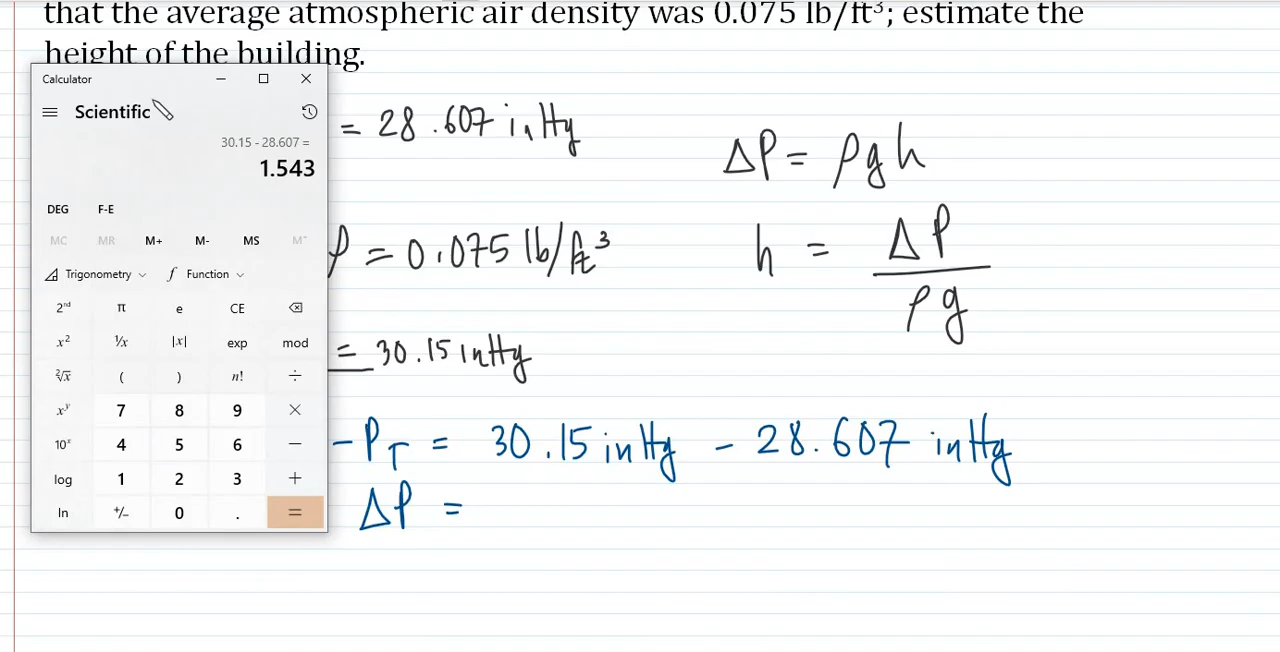 that the average atmospheric air density was 0.075 lb/ft³; estimate the
height of the building.
Calculator
Scientific
30.15 - 28.607 =
1.543
DEG F-E
MC MR M+ M- MS M˅
Trigonometry Function
2ⁿᵈ π e CE
x² ¹/x |x| exp mod
²√x ( ) n! ÷
xʸ 7 8 9 ×
10ˣ 4 5 6 −
log 1 2 3 +
ln +/− 0 . =
= 28.607 inHg
ρ = 0.075 lb/ft³
= 30.15 inHg
ΔP = ρgh
h = ΔP / ρg
- P_T = 30.15 inHg - 28.607 inHg
ΔP =